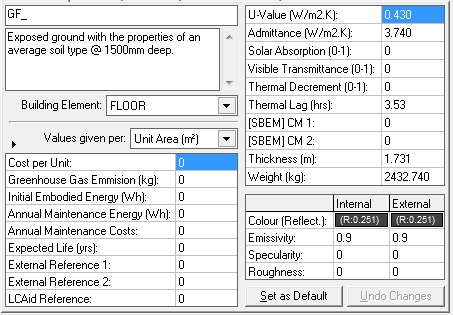 GF_
Exposed ground with the properties of an
average soil type @ 1500mm deep.
Building Element: FLOOR
Values given per: Unit Area (m²)
Cost per Unit: 0
Greenhouse Gas Emmision (kg): 0
Initial Embodied Energy (Wh): 0
Annual Maintenance Energy (Wh): 0
Annual Maintenance Costs: 0
Expected Life (yrs): 0
External Reference 1: 0
External Reference 2: 0
LCAid Reference: 0
U-Value (W/m2.K): 0.430
Admittance (W/m2.K): 3.740
Solar Absorption (0-1): 0
Visible Transmittance (0-1): 0
Thermal Decrement (0-1): 0
Thermal Lag (hrs): 3.53
[SBEM] CM 1: 0
[SBEM] CM 2: 0
Thickness (m): 1.731
Weight (kg): 2432.740
Internal External
Colour (Reflect.): (R:0.251) (R:0.251)
Emissivity: 0.9 0.9
Specularity: 0 0
Roughness: 0 0
Set as Default Undo Changes